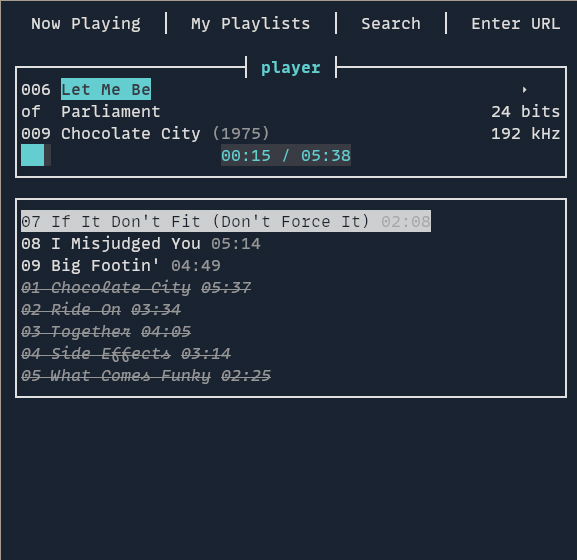 Now Playing | My Playlists | Search | Enter URL
player
006 Let Me Be
of Parliament 24 bits
009 Chocolate City (1975) 192 kHz
00:15 / 05:38
07 If It Don't Fit (Don't Force It) 02:08
08 I Misjudged You 05:14
09 Big Footin' 04:49
01 Chocolate City 05:37
02 Ride On 03:34
03 Together 04:05
04 Side Effects 03:14
05 What Comes Funky 02:25